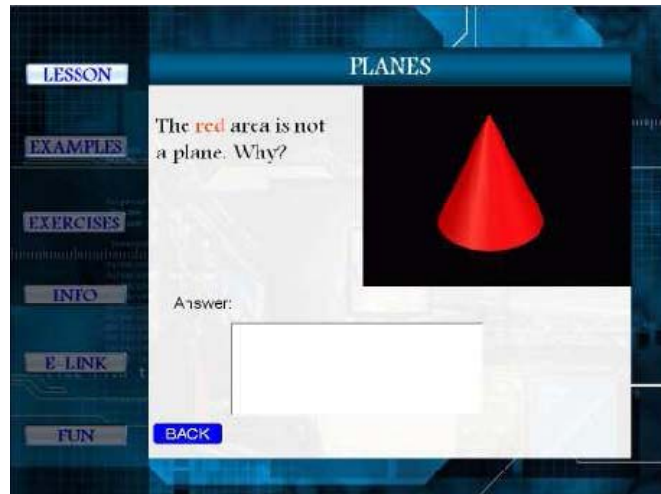 PLANES
LESSON
EXAMPLES
EXERCISES
INFO
E-LINK
FUN
The red area is not
a plane. Why?
Answer:
BACK